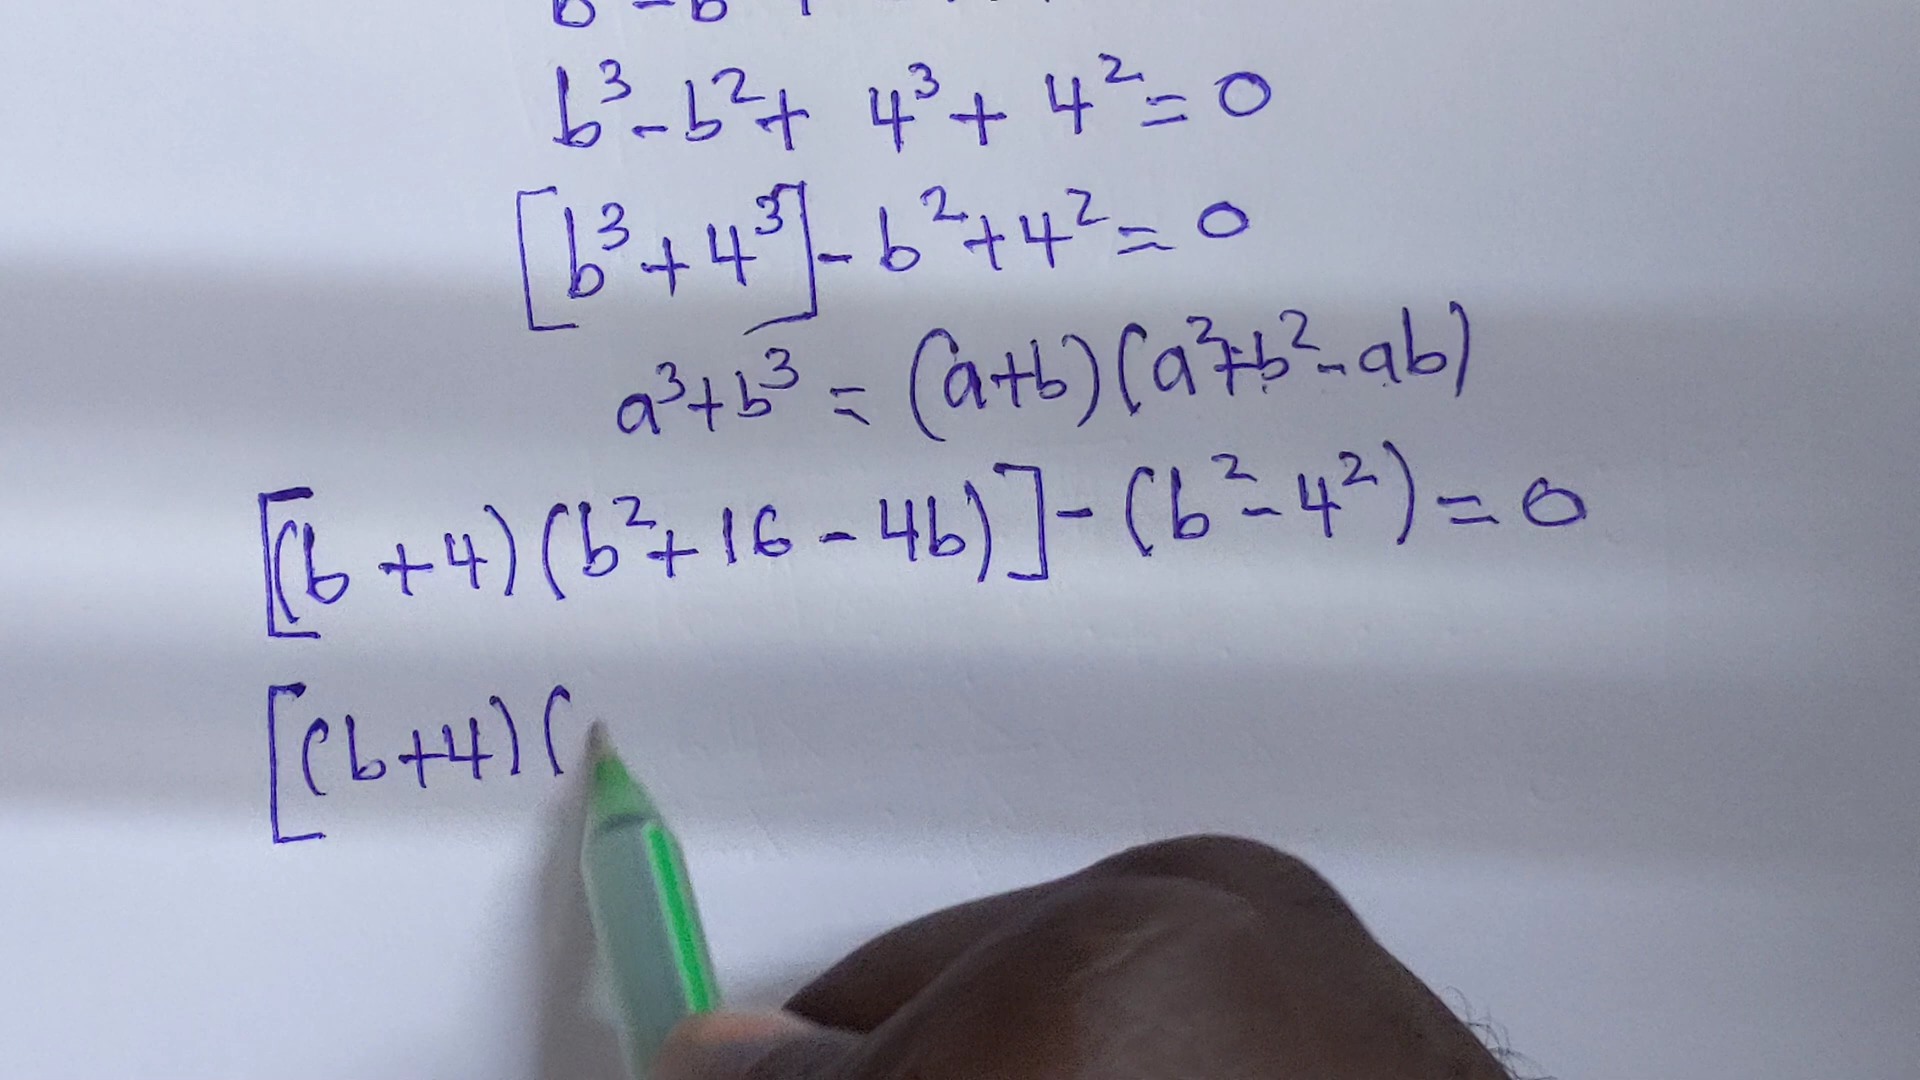 b³-b²+ 4³+ 4²=0
[b³+4³]-b²+4²=0
a³+b³=(a+b)(a²+b²-ab)
[(b+4)(b²+16-4b)]-(b²-4²)=0
[(b+4)(